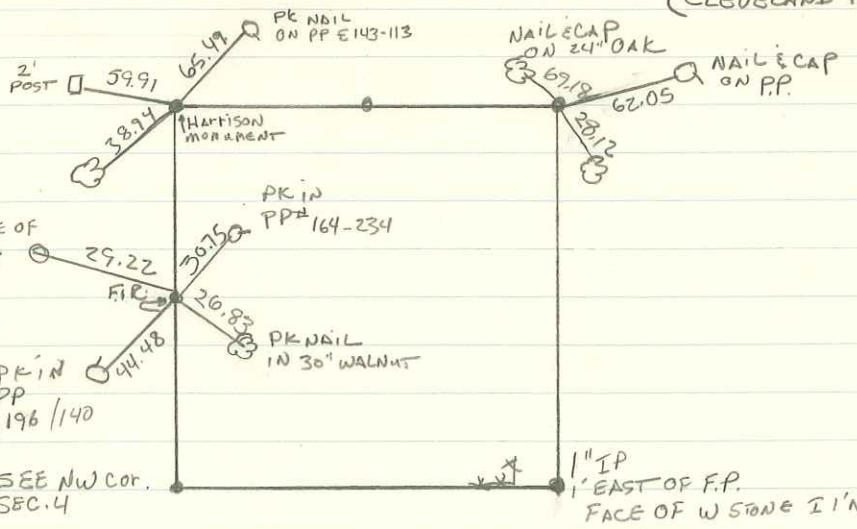 (CLEVELAND
PK NAIL
ON PP E143-113
65.49
2'
POST
59.91
38.94
Harrison
monument
NAIL & CAP
ON 24" OAK
69.18
NAIL & CAP
ON P.P.
62.05
28.12
OF
29.22
PK IN
PP# 164-234
30.75
F.I.R.
26.83
PK NAIL
IN 30" WALNUT
44.48
PK IN
PP
196/140
SEE NW Cor.
SEC. 4
1" IP
1' EAST OF F.P.
FACE OF W STONE